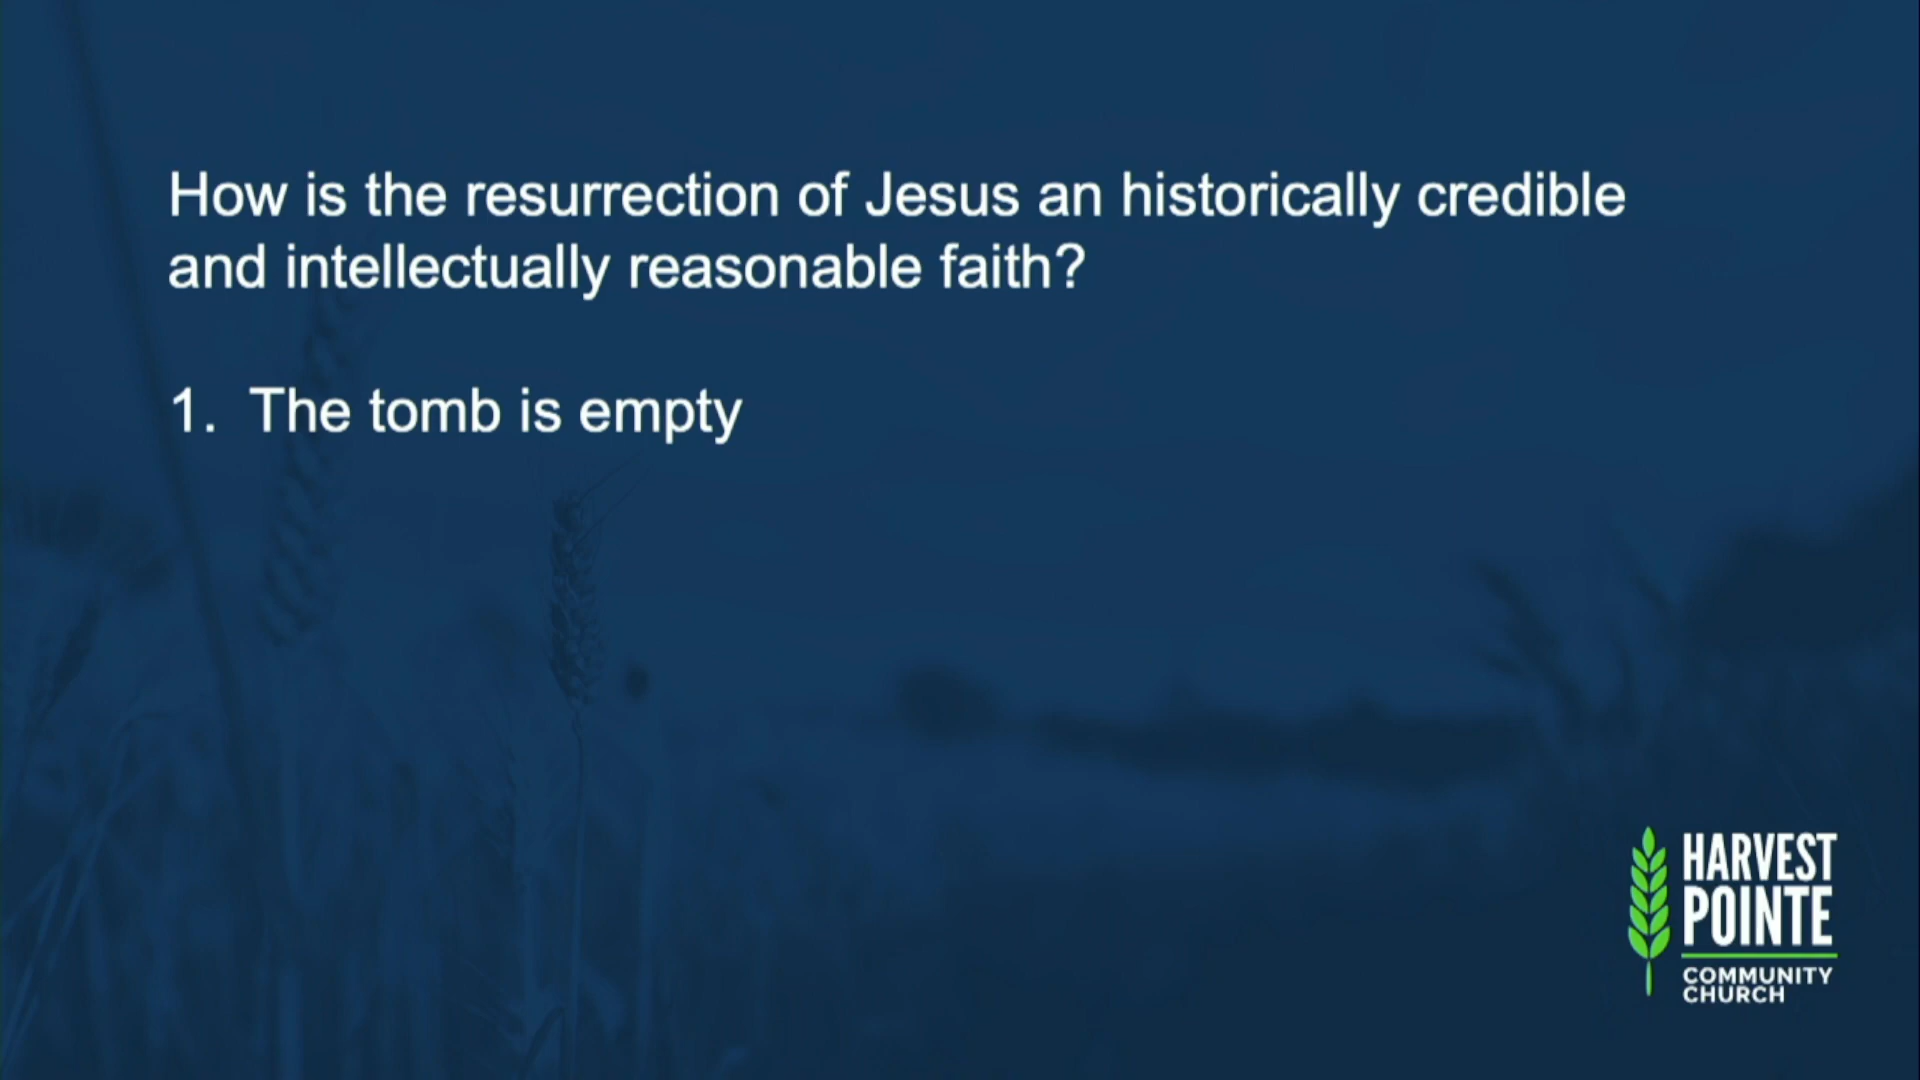 How is the resurrection of Jesus an historically credible
and intellectually reasonable faith?
1. The tomb is empty
HARVEST
POINTE
COMMUNITY
CHURCH